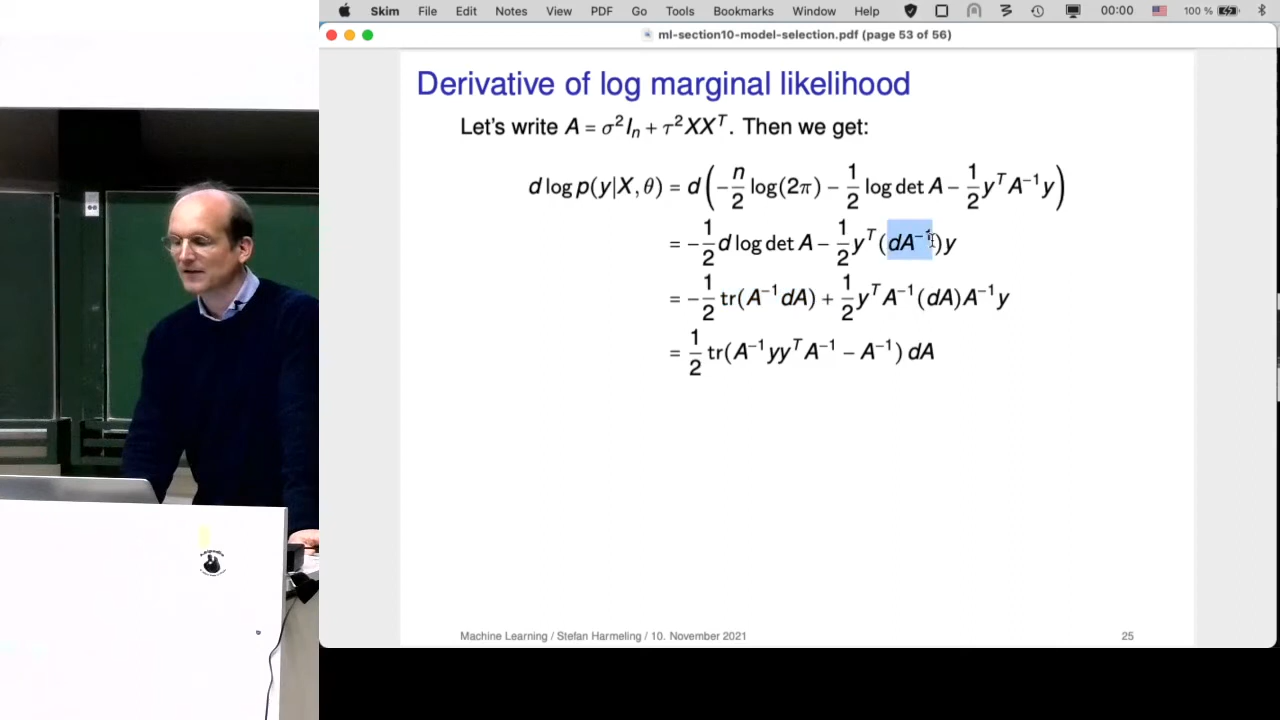 Skim File Edit Notes View PDF Go Tools Bookmarks Window Help 00:00 100 %
ml-section10-model-selection.pdf (page 53 of 56)
Derivative of log marginal likelihood
Let's write A = σ²Iₙ + τ²XXᵀ. Then we get:
d log p(y|X, θ) = d (−n/2 log(2π) − 1/2 log det A − 1/2 yᵀA⁻¹y)
= −1/2 d log det A − 1/2 yᵀ(dA⁻¹)y
= −1/2 tr(A⁻¹ dA) + 1/2 yᵀA⁻¹(dA)A⁻¹y
= 1/2 tr(A⁻¹yyᵀA⁻¹ − A⁻¹) dA
Machine Learning / Stefan Harmeling / 10. November 2021
25